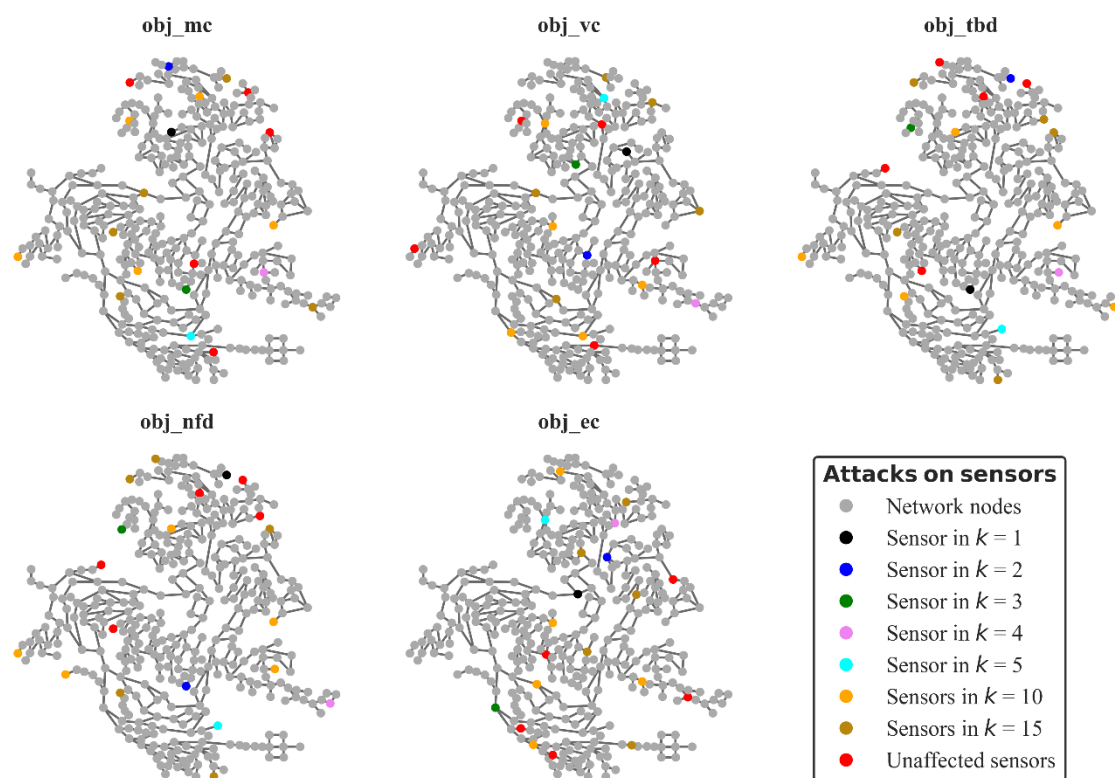 obj_mc
obj_vc
obj_tbd
obj_nfd
obj_ec
Attacks on sensors
Network nodes
Sensor in k = 1
Sensor in k = 2
Sensor in k = 3
Sensor in k = 4
Sensor in k = 5
Sensors in k = 10
Sensors in k = 15
Unaffected sensors